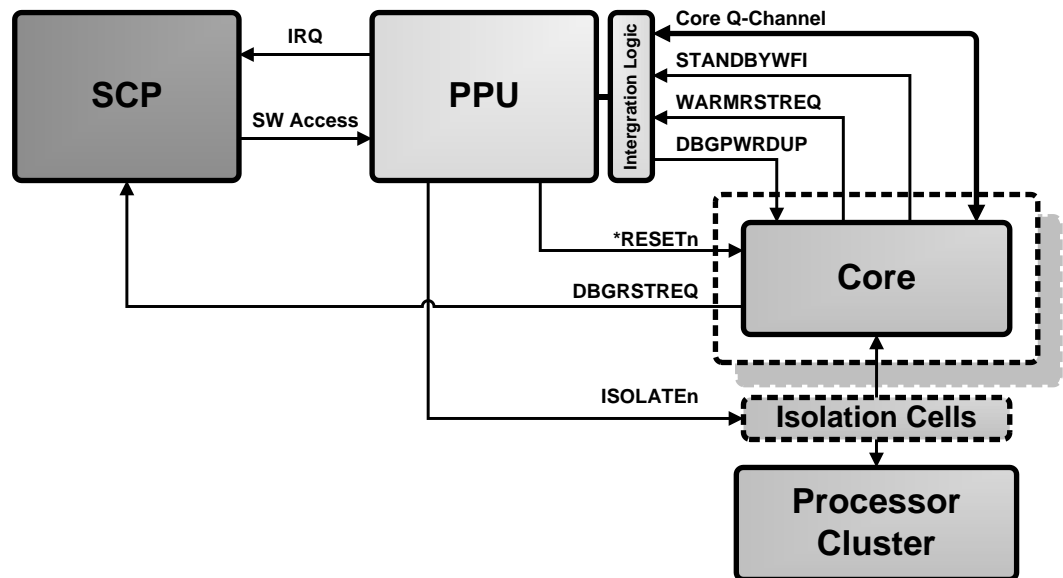 Core Q-Channel
IRQ
STANDBYWFI
SCP
PPU
Intergration Logic
WARMRSTREQ
SW Access
DBGPWRDUP
*RESETn
Core
DBGRSTREQ
ISOLATEn
Isolation Cells
Processor
Cluster